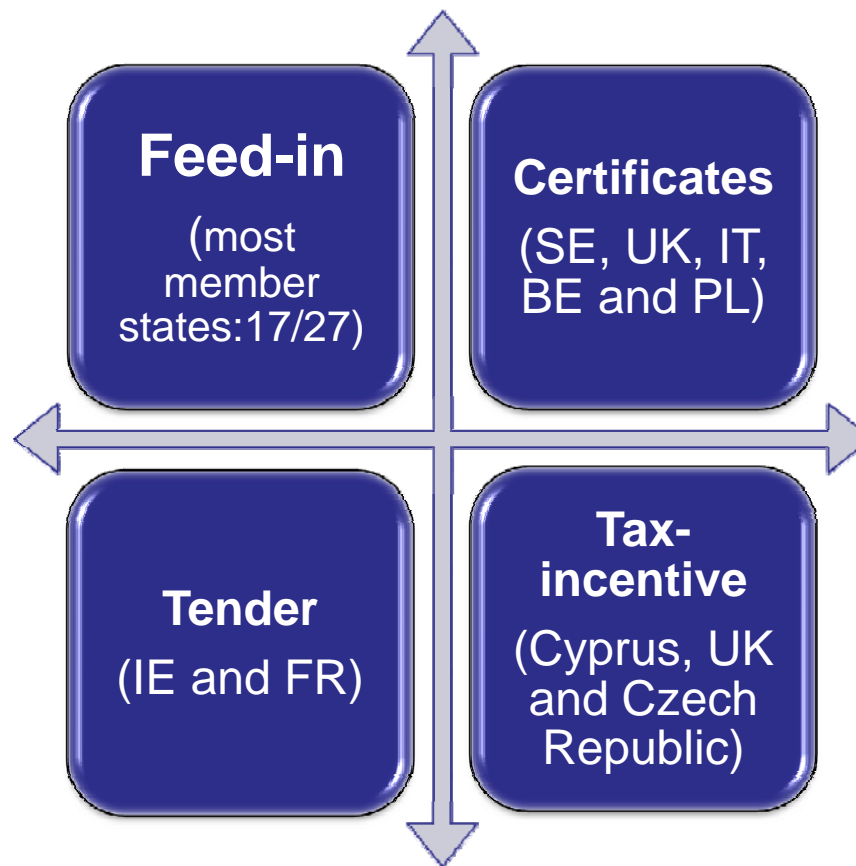 Feed-in
(most
member
states:17/27)
Certificates
(SE, UK, IT,
BE and PL)
Tender
(IE and FR)
Tax-
incentive
(Cyprus, UK
and Czech
Republic)